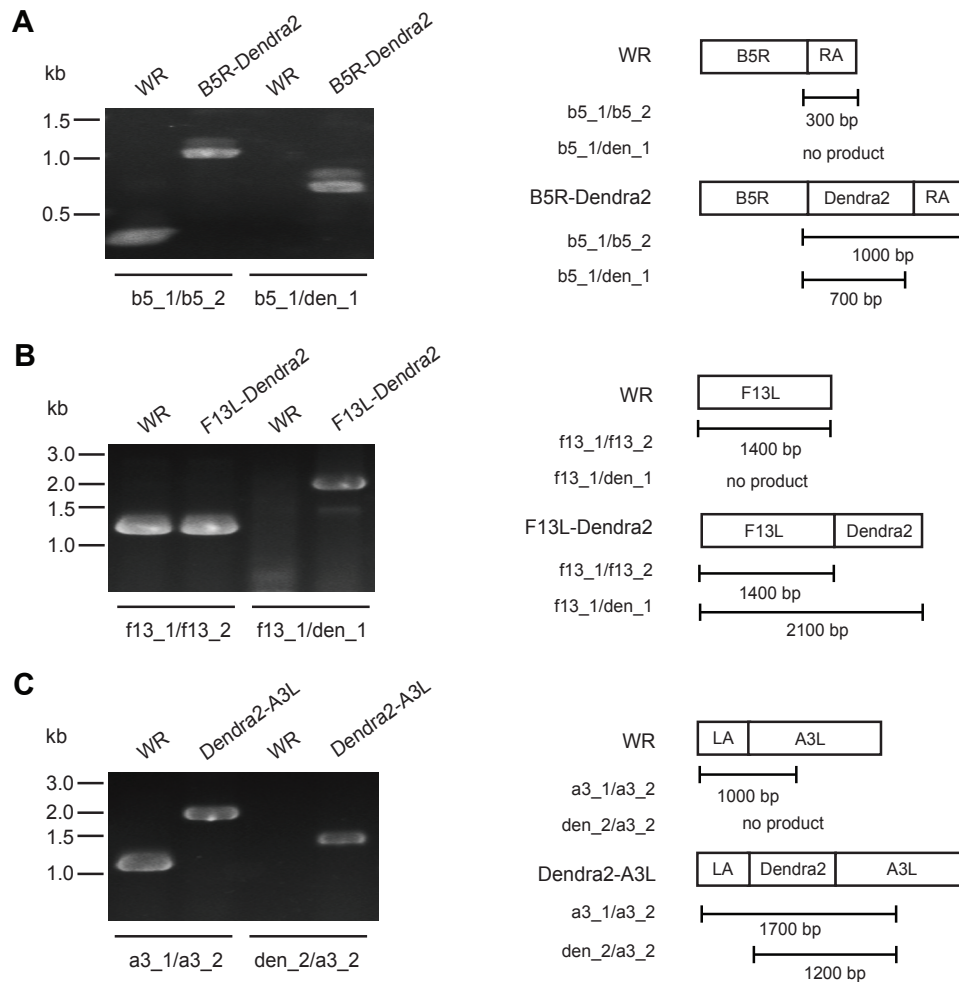 A
kb
WR
B5R-Dendra2
WR
B5R-Dendra2
1.5
1.0
0.5
b5_1/b5_2
b5_1/den_1
WR
B5R
RA
b5_1/b5_2
300 bp
b5_1/den_1
no product
B5R-Dendra2
B5R
Dendra2
RA
b5_1/b5_2
1000 bp
b5_1/den_1
700 bp
B
kb
WR
F13L-Dendra2
WR
F13L-Dendra2
3.0
2.0
1.5
1.0
f13_1/f13_2
f13_1/den_1
WR
F13L
f13_1/f13_2
1400 bp
f13_1/den_1
no product
F13L-Dendra2
F13L
Dendra2
f13_1/f13_2
1400 bp
f13_1/den_1
2100 bp
C
kb
WR
Dendra2-A3L
WR
Dendra2-A3L
3.0
2.0
1.5
1.0
a3_1/a3_2
den_2/a3_2
WR
LA
A3L
a3_1/a3_2
1000 bp
den_2/a3_2
no product
Dendra2-A3L
LA
Dendra2
A3L
a3_1/a3_2
1700 bp
den_2/a3_2
1200 bp